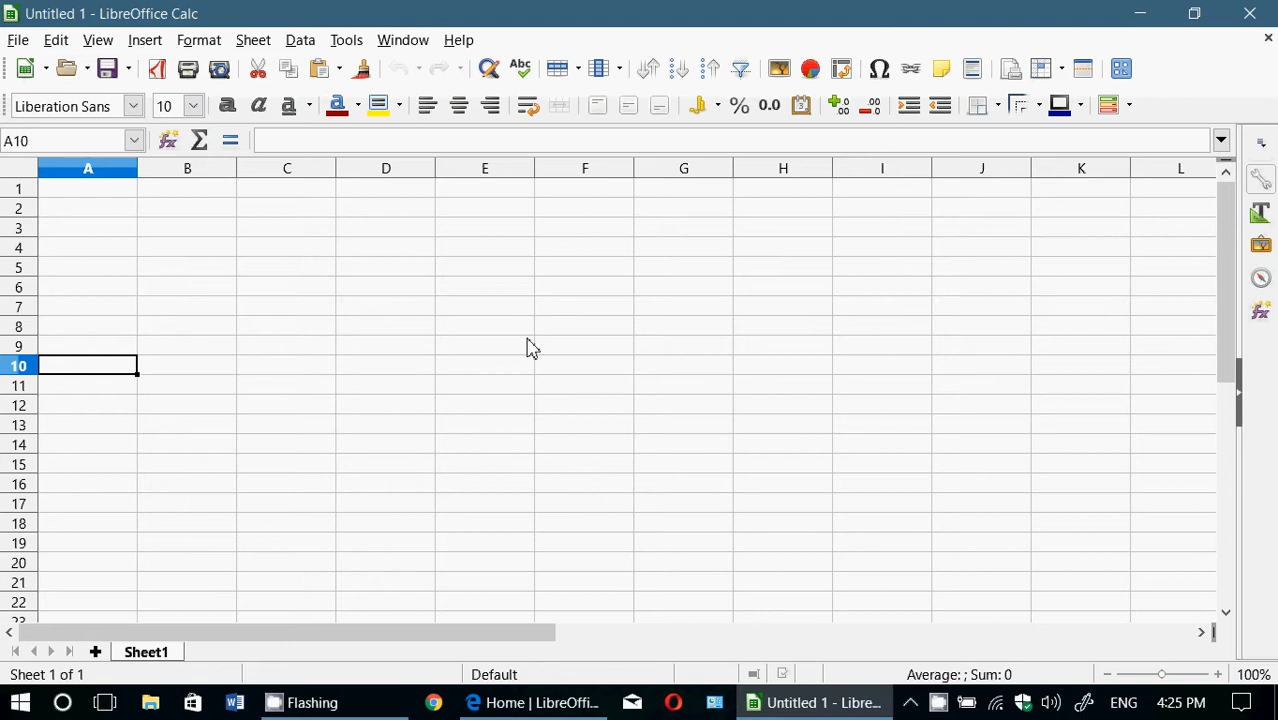 Untitled 1 - LibreOffice Calc
File Edit View Insert Format Sheet Data Tools Window Help
Liberation Sans 10
A10
A B C D E F G H I J K L
1
2
3
4
5
6
7
8
9
10
11
12
13
14
15
16
17
18
19
20
21
22
23
Sheet1
Sheet 1 of 1 Default Average: ; Sum: 0 100%
Flashing Home | LibreOffi... Untitled 1 - Libre... ENG 4:25 PM